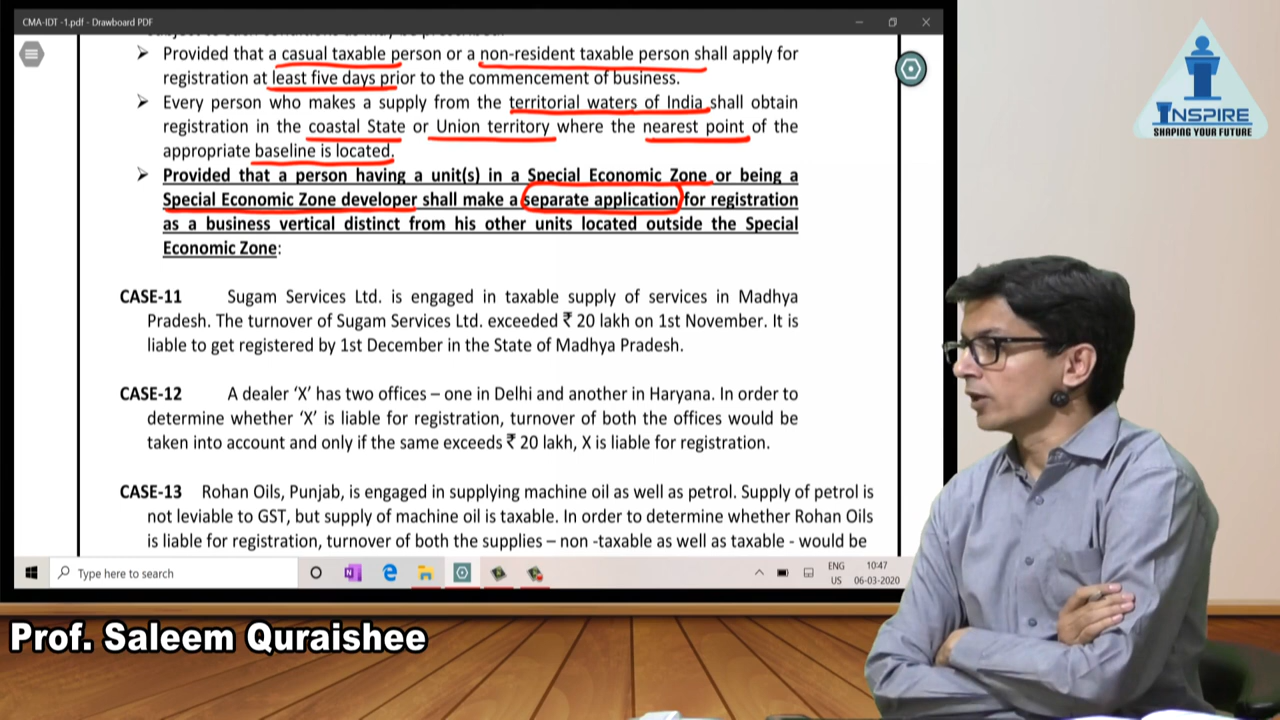 CMA-IDT -1.pdf - Drawboard PDF
➢ Provided that a casual taxable person or a non-resident taxable person shall apply for
registration at least five days prior to the commencement of business.
➢ Every person who makes a supply from the territorial waters of India shall obtain
registration in the coastal State or Union territory where the nearest point of the
appropriate baseline is located.
➢ Provided that a person having a unit(s) in a Special Economic Zone or being a
Special Economic Zone developer shall make a separate application for registration
as a business vertical distinct from his other units located outside the Special
Economic Zone:
CASE-11 Sugam Services Ltd. is engaged in taxable supply of services in Madhya
Pradesh. The turnover of Sugam Services Ltd. exceeded ₹ 20 lakh on 1st November. It is
liable to get registered by 1st December in the State of Madhya Pradesh.
CASE-12 A dealer ‘X’ has two offices – one in Delhi and another in Haryana. In order to
determine whether ‘X’ is liable for registration, turnover of both the offices would be
taken into account and only if the same exceeds ₹ 20 lakh, X is liable for registration.
CASE-13 Rohan Oils, Punjab, is engaged in supplying machine oil as well as petrol. Supply of petrol is
not leviable to GST, but supply of machine oil is taxable. In order to determine whether Rohan Oils
is liable for registration, turnover of both the supplies – non -taxable as well as taxable - would be
Type here to search
ENG
US
10:47
06-03-2020
INSPIRE
SHAPING YOUR FUTURE
Prof. Saleem Quraishee